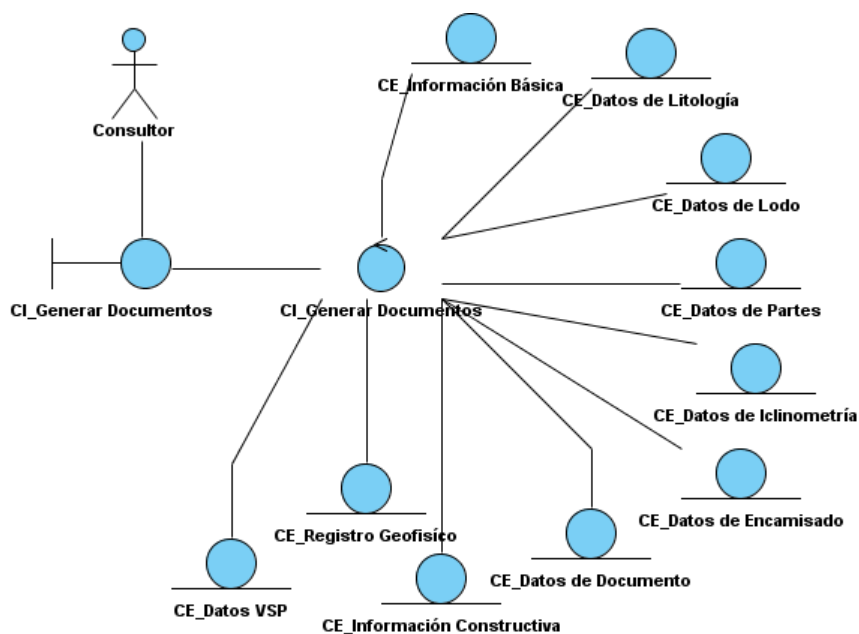 CE_Información Básica
CE_Datos de Litología
Consultor
CE_Datos de Lodo
CI_Generar Documentos
CI_Generar Documentos
CE_Datos de Partes
CE_Datos de Iclinometría
CE_Datos de Encamisado
CE_Registro Geofisíco
CE_Datos de Documento
CE_Datos VSP
CE_Información Constructiva